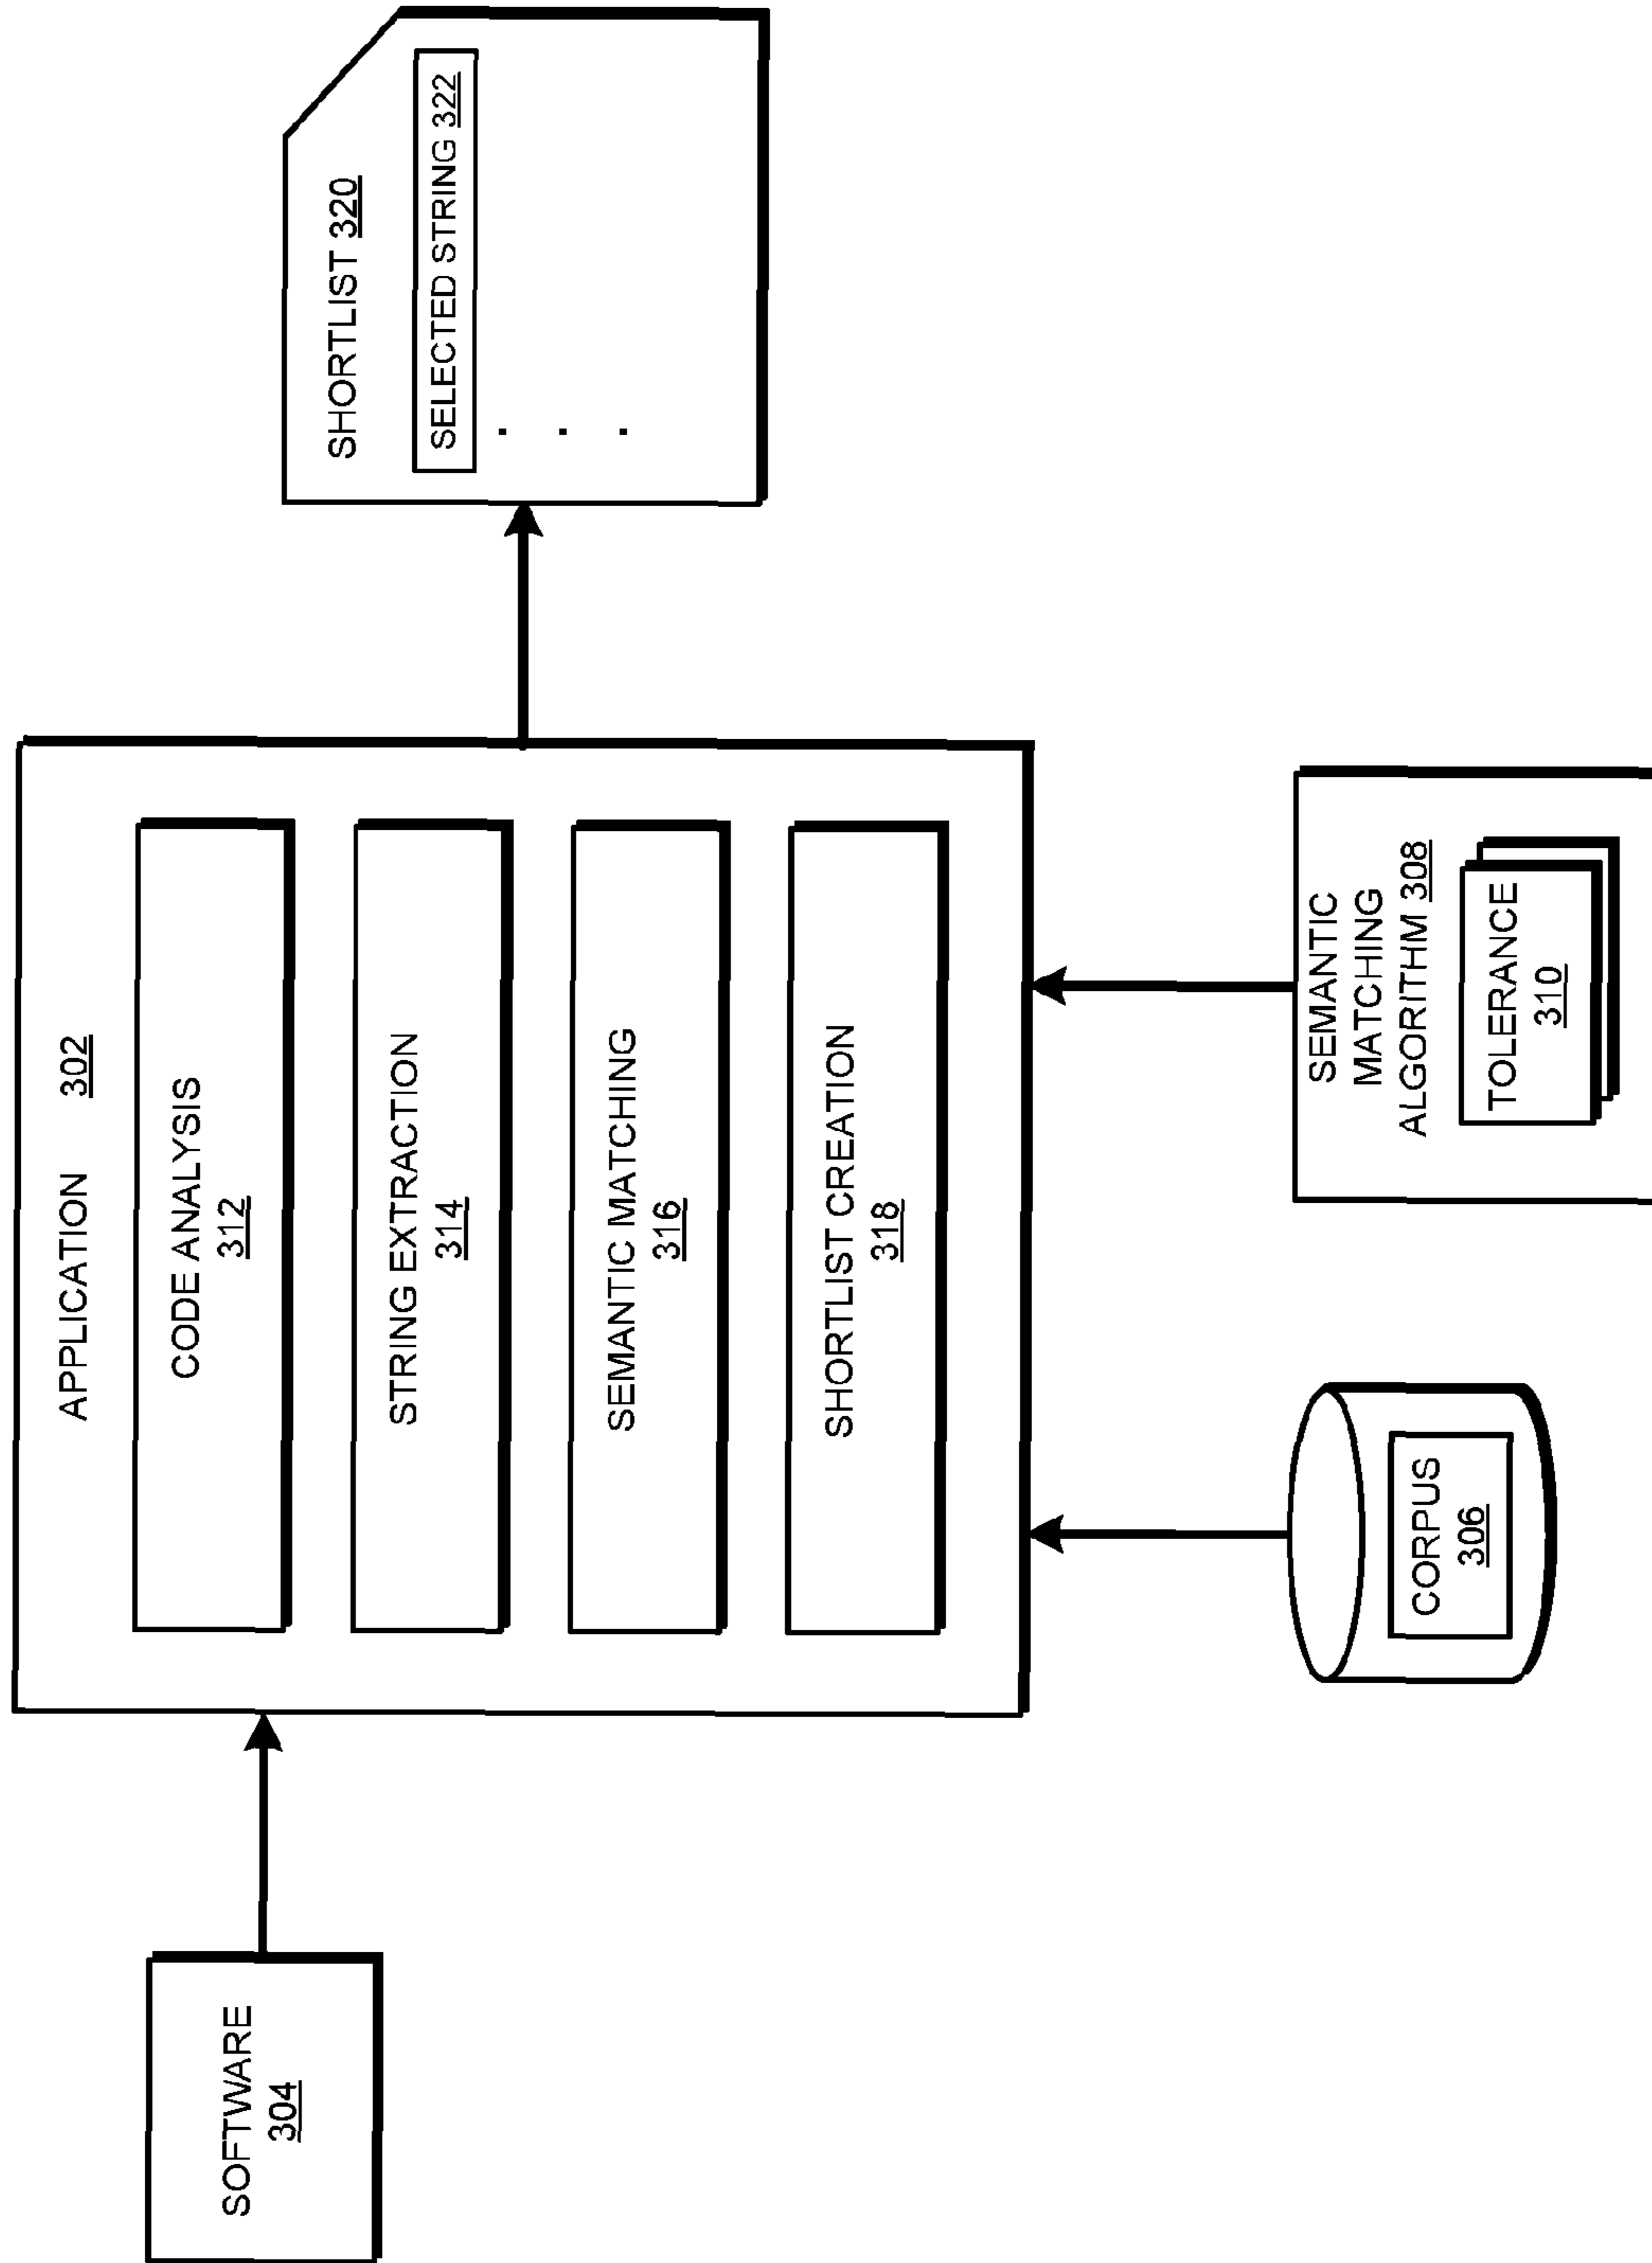 SOFTWARE
304
APPLICATION 302
CODE ANALYSIS
312
STRING EXTRACTION
314
SEMANTIC MATCHING
316
SHORTLIST CREATION
318
CORPUS
306
SEMANTIC
MATCHING
ALGORITHM 308
TOLERANCE
310
SHORTLIST 320
SELECTED STRING 322
. . .